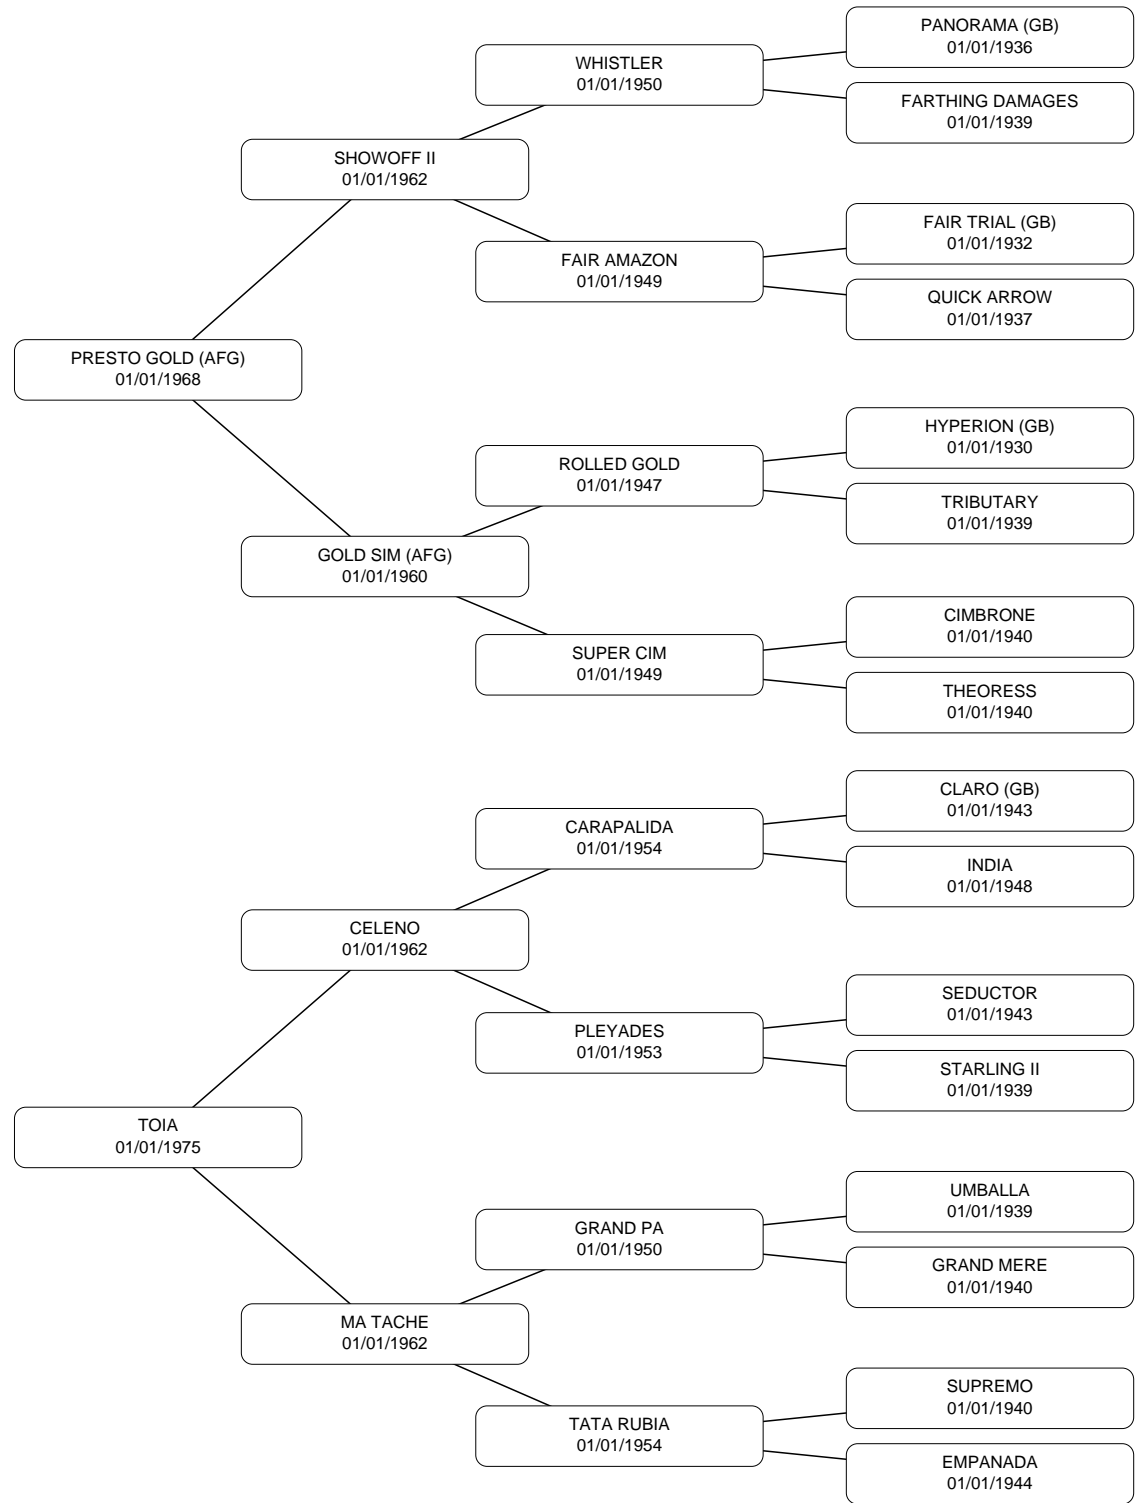 PANORAMA (GB)
01/01/1936
WHISTLER
01/01/1950
FARTHING DAMAGES
01/01/1939
SHOWOFF II
01/01/1962
FAIR TRIAL (GB)
01/01/1932
FAIR AMAZON
01/01/1949
QUICK ARROW
01/01/1937
PRESTO GOLD (AFG)
01/01/1968
HYPERION (GB)
01/01/1930
ROLLED GOLD
01/01/1947
TRIBUTARY
01/01/1939
GOLD SIM (AFG)
01/01/1960
CIMBRONE
01/01/1940
SUPER CIM
01/01/1949
THEORESS
01/01/1940
CLARO (GB)
01/01/1943
CARAPALIDA
01/01/1954
INDIA
01/01/1948
CELENO
01/01/1962
SEDUCTOR
01/01/1943
PLEYADES
01/01/1953
STARLING II
01/01/1939
TOIA
01/01/1975
UMBALLA
01/01/1939
GRAND PA
01/01/1950
GRAND MERE
01/01/1940
MA TACHE
01/01/1962
SUPREMO
01/01/1940
TATA RUBIA
01/01/1954
EMPANADA
01/01/1944